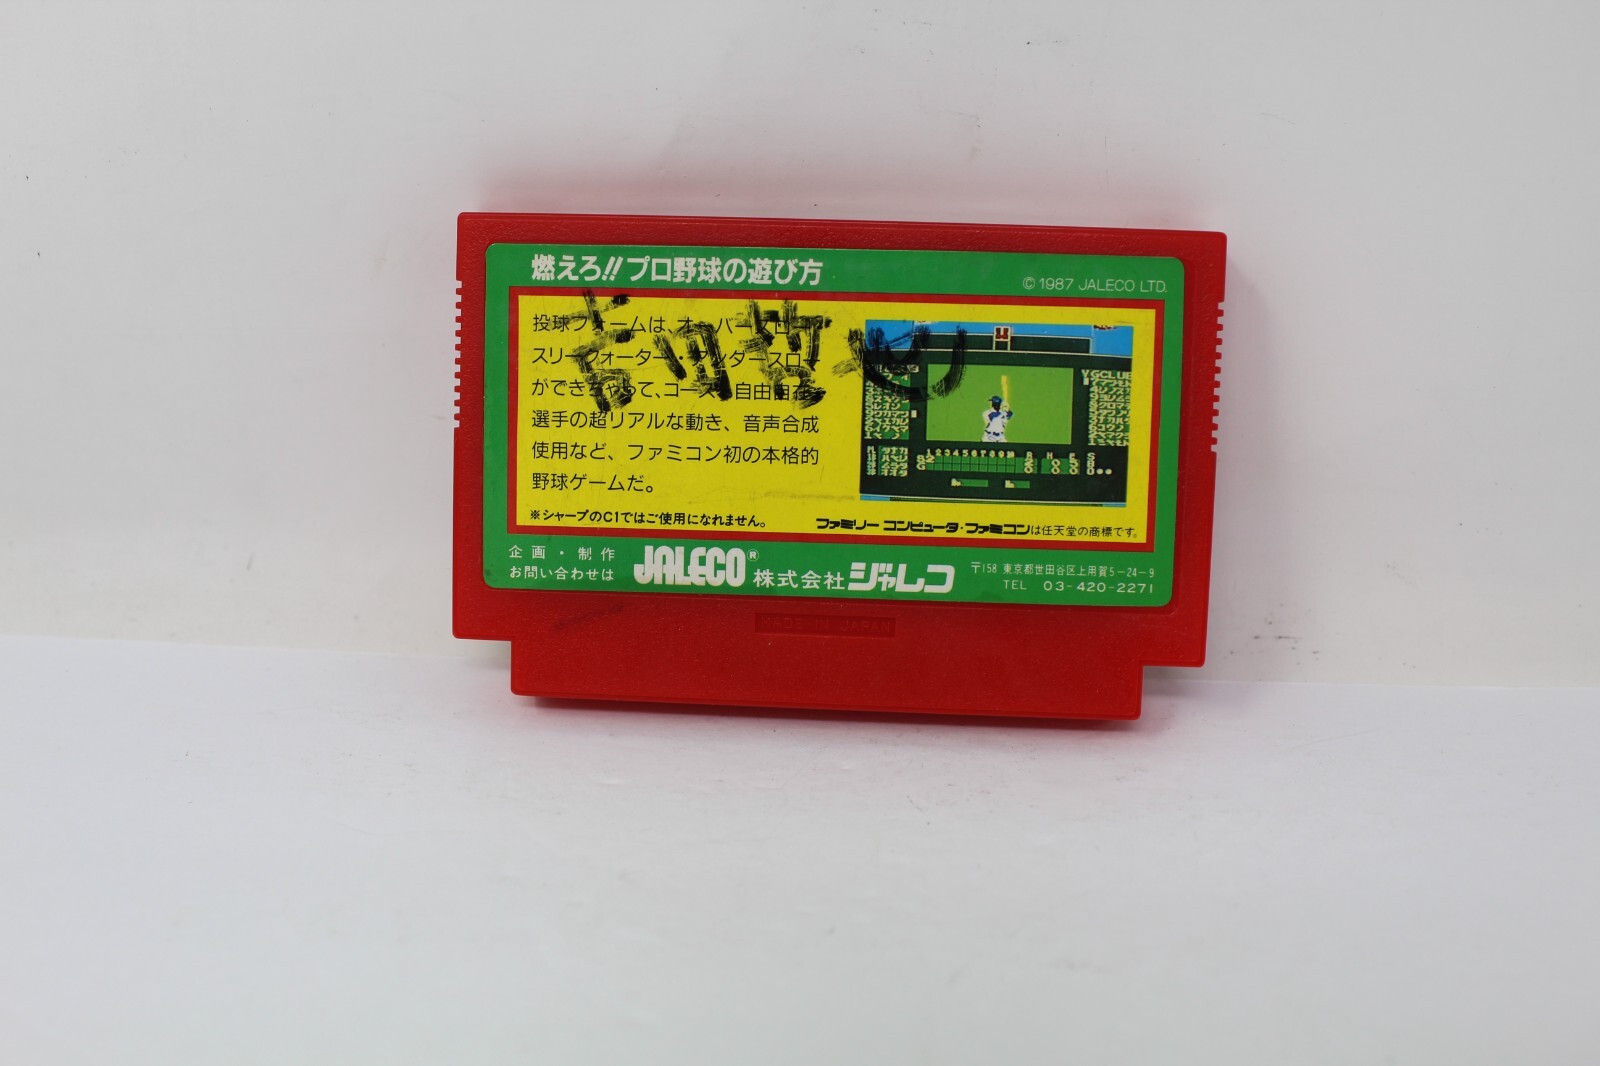 燃えろ!!プロ野球の遊び方
©1987 JALECO LTD.
投球フォームは、オーバースロー・
スリークォーター・アンダースロー
ができちゃって、コースも自由自在。
選手の超リアルな動き、音声合成
使用など、ファミコン初の本格的
野球ゲームだ。
※シャープのC1ではご使用になれません。
ファミリー コンピュータ・ファミコンは任天堂の商標です。
企画・制作
お問い合わせは
JALECO® 株式会社ジャレコ
〒158 東京都世田谷区上用賀5-24-9
TEL 03-420-2271
MADE IN JAPAN